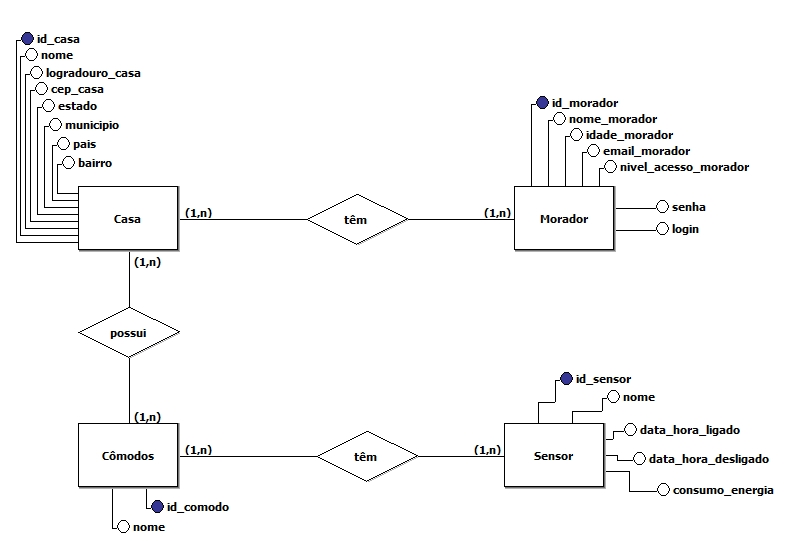 id_casa
nome
logradouro_casa
cep_casa
estado
municipio
pais
bairro
id_morador
nome_morador
idade_morador
email_morador
nivel_acesso_morador
Casa
(1,n)
têm
(1,n)
Morador
senha
login
(1,n)
possui
(1,n)
id_sensor
nome
data_hora_ligado
data_hora_desligado
consumo_energia
Cômodos
(1,n)
têm
(1,n)
Sensor
id_comodo
nome